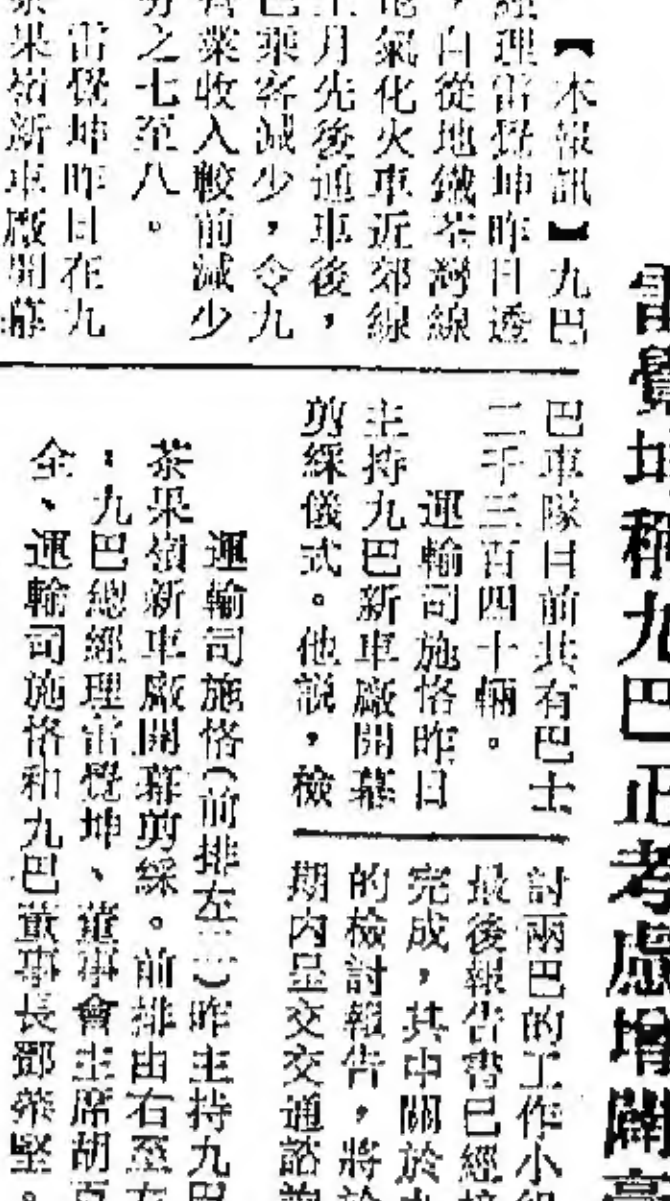 雷覺坤稱九巴正考慮增闢豪
【本報訊】九巴
經理雷覺坤昨日透
，自從地鐵荃灣線
電氣化火車近郊線
上月先後通車後，
巴乘客減少，令九
營業收入較前減少
分之七至八。
雷覺坤昨日在九
茶果嶺新車廠開幕
巴車隊目前共有巴士
二千三百四十輛。
運輸司施恪昨日
主持九巴新車廠開幕
剪綵儀式。他說，檢
討兩巴的工作小組
最後報告書已經
完成，其中關於九
的檢討報告，將於
期內呈交交通諮詢
運輸司施恪（前排左三）昨主持九巴
茶果嶺新車廠開幕剪綵。前排由右至左
：九巴總經理雷覺坤、董事會主席胡百
全、運輸司施恪和九巴董事長鄧榮堅。